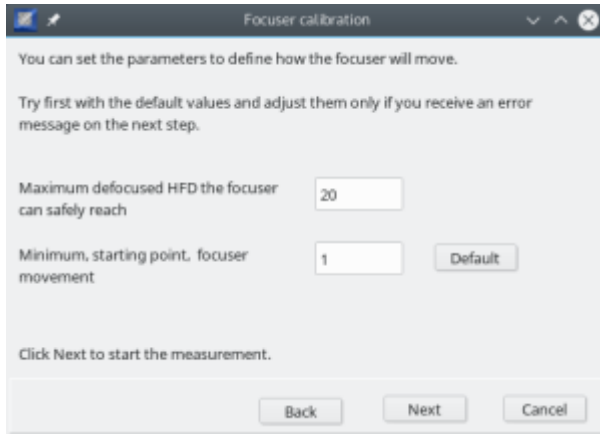 Focuser calibration
You can set the parameters to define how the focuser will move.
Try first with the default values and adjust them only if you receive an error
message on the next step.
Maximum defocused HFD the focuser
can safely reach
20
Minimum, starting point, focuser
movement
1
Default
Click Next to start the measurement.
Back
Next
Cancel